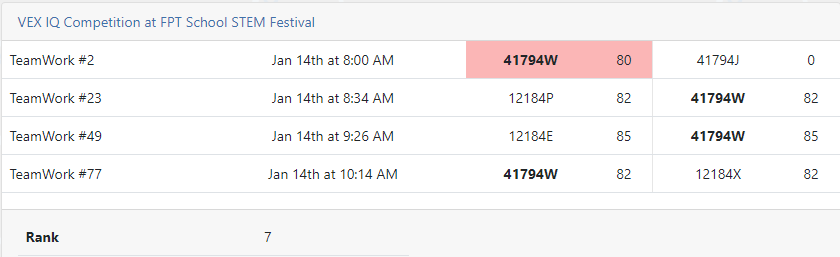 VEX IQ Competition at FPT School STEM Festival
TeamWork #2 Jan 14th at 8:00 AM 41794W 80 41794J 0
TeamWork #23 Jan 14th at 8:34 AM 12184P 82 41794W 82
TeamWork #49 Jan 14th at 9:26 AM 12184E 85 41794W 85
TeamWork #77 Jan 14th at 10:14 AM 41794W 82 12184X 82
Rank 7